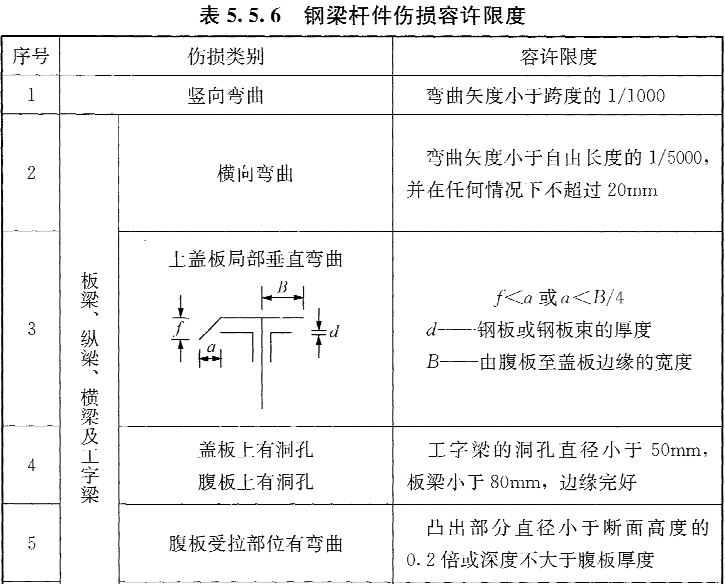 表 5.5.6 钢梁杆件伤损容许限度
序号 伤损类别 容许限度
1 竖向弯曲 弯曲矢度小于跨度的 1/1000
板梁、纵梁、横梁及工字梁
2 横向弯曲 弯曲矢度小于自由长度的 1/5000,
并在任何情况下不超过 20mm
3 上盖板局部垂直弯曲
B
f
a
d
f<a 或 a<B/4
d——钢板或钢板束的厚度
B——由腹板至盖板边缘的宽度
4 盖板上有洞孔
腹板上有洞孔
工字梁的洞孔直径小于 50mm,
板梁小于 80mm，边缘完好
5 腹板受拉部位有弯曲 凸出部分直径小于断面高度的
0.2 倍或深度不大于腹板厚度